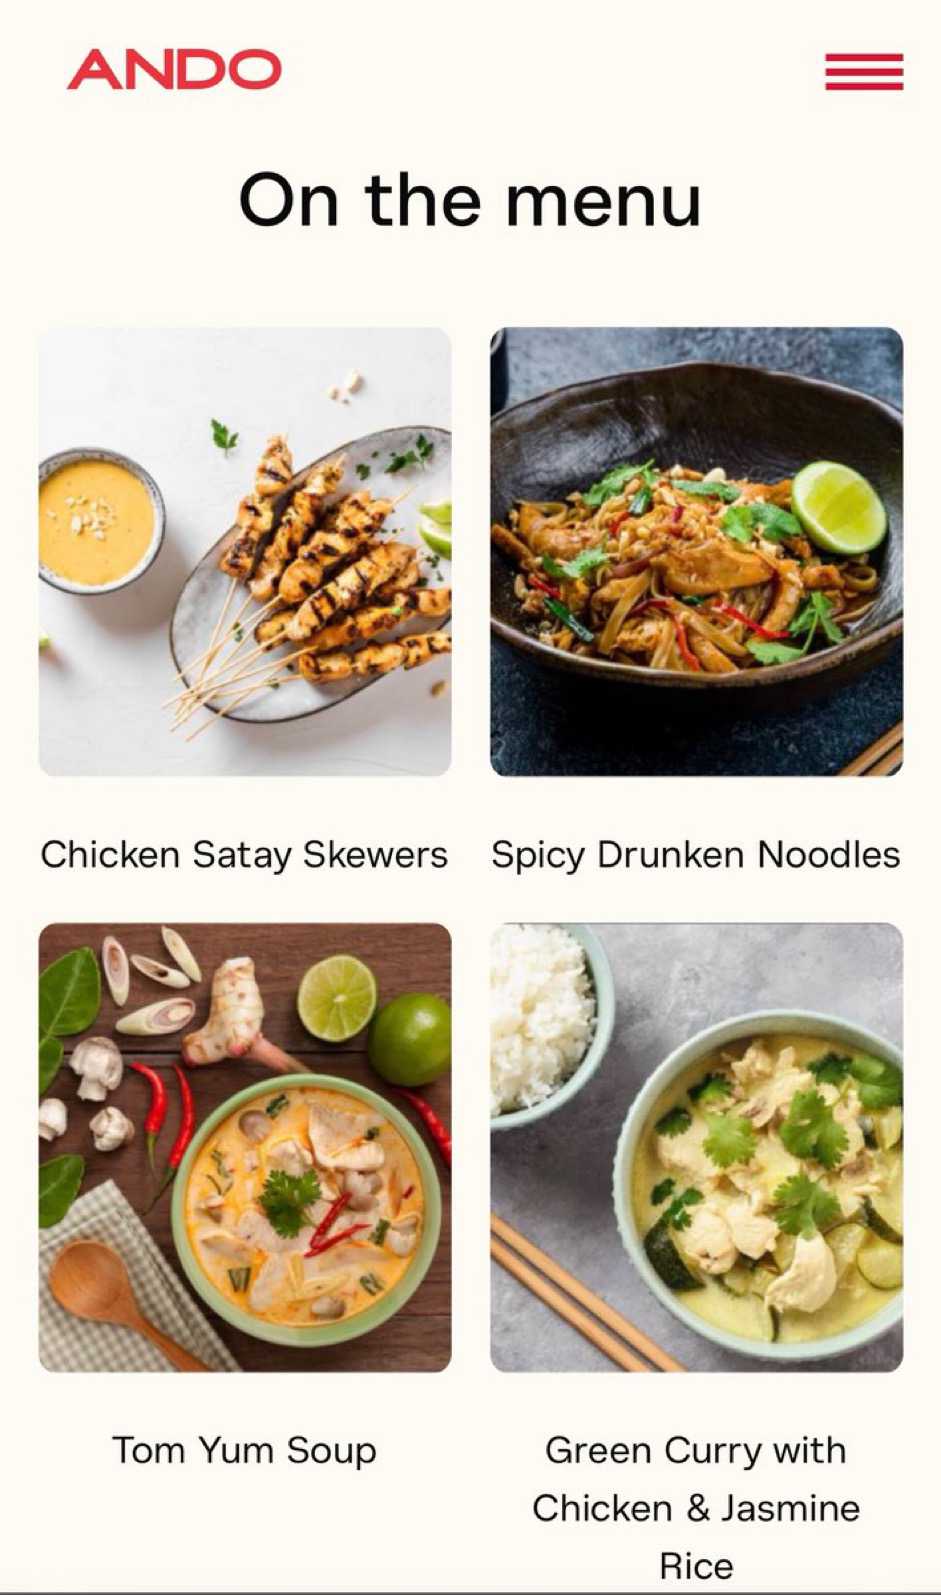 ANDO
On the menu
Chicken Satay Skewers
Spicy Drunken Noodles
Tom Yum Soup
Green Curry with
Chicken & Jasmine
Rice